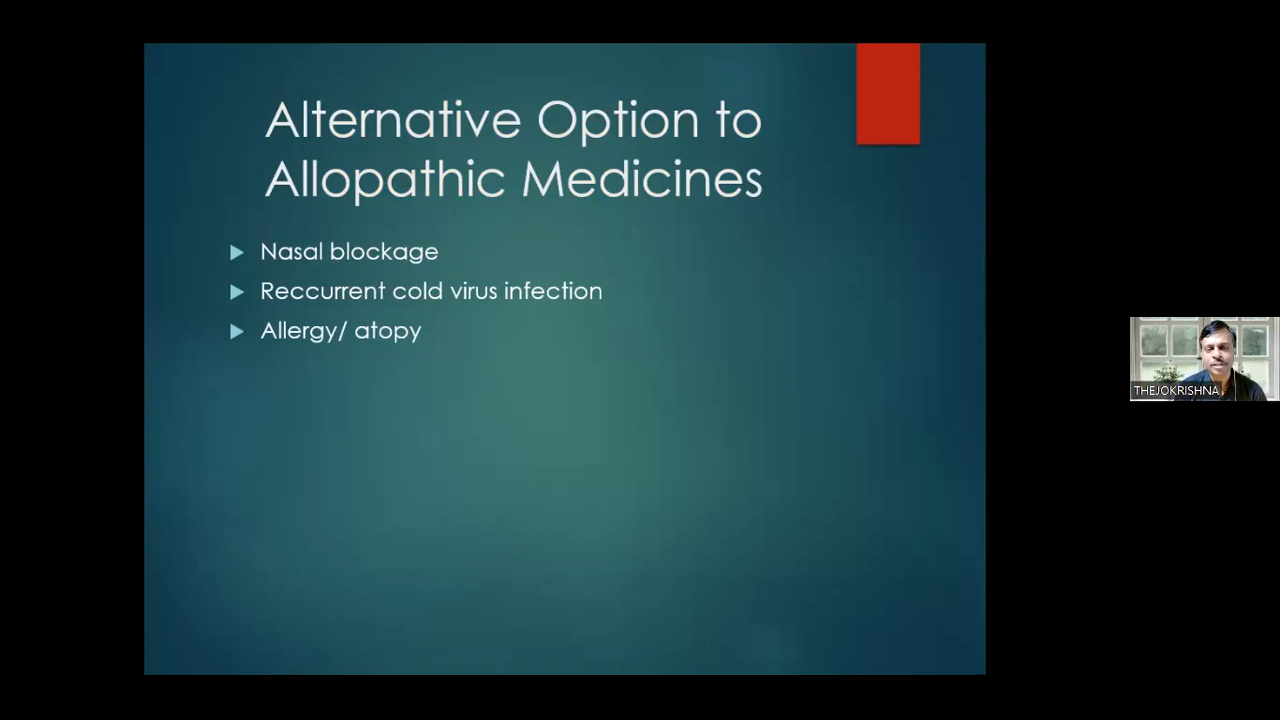 Alternative Option to
Allopathic Medicines
Nasal blockage
Reccurrent cold virus infection
Allergy/ atopy
THEJOKRISHNA